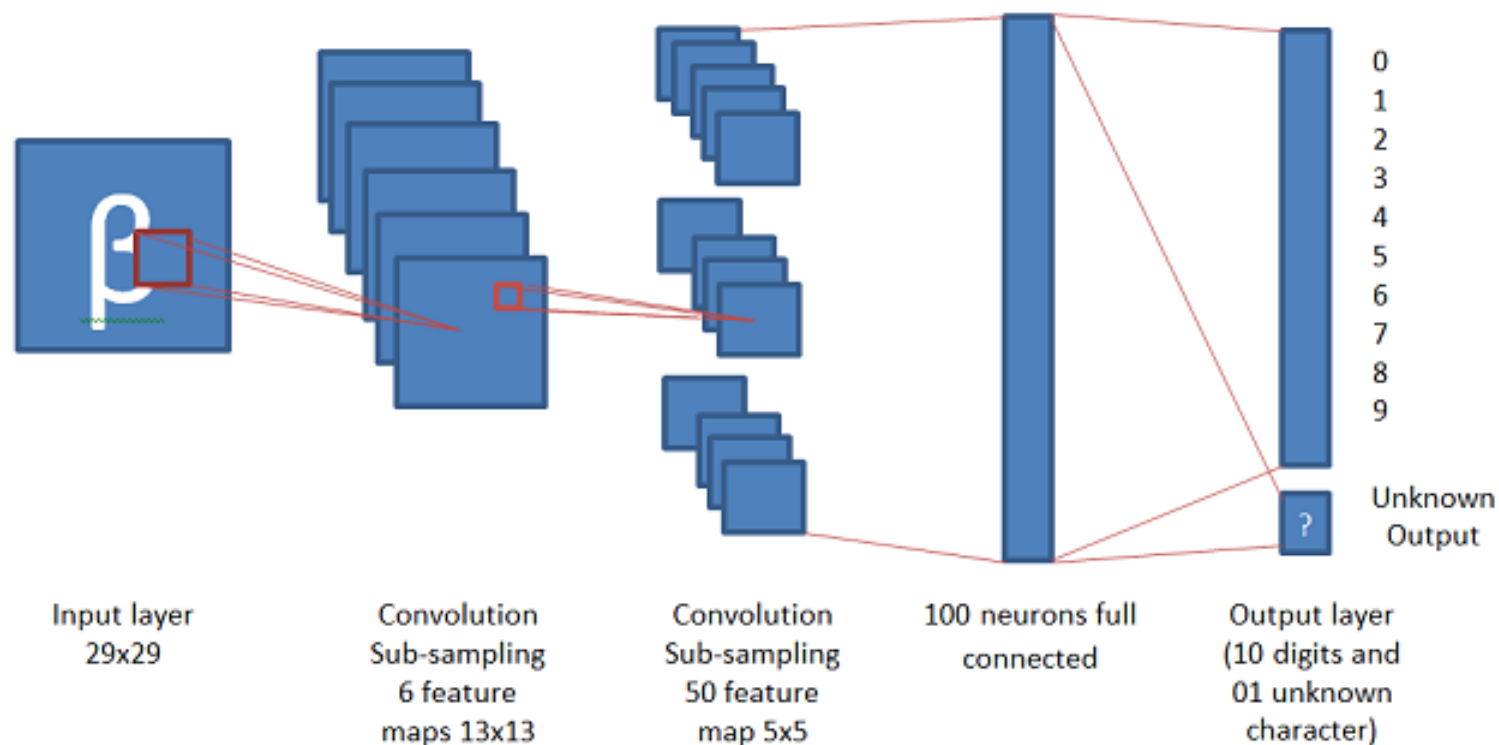 β
0
1
2
3
4
5
6
7
8
9
?
Unknown
Output
Input layer
29x29
Convolution
Sub-sampling
6 feature
maps 13x13
Convolution
Sub-sampling
50 feature
map 5x5
100 neurons full
connected
Output layer
(10 digits and
01 unknown
character)